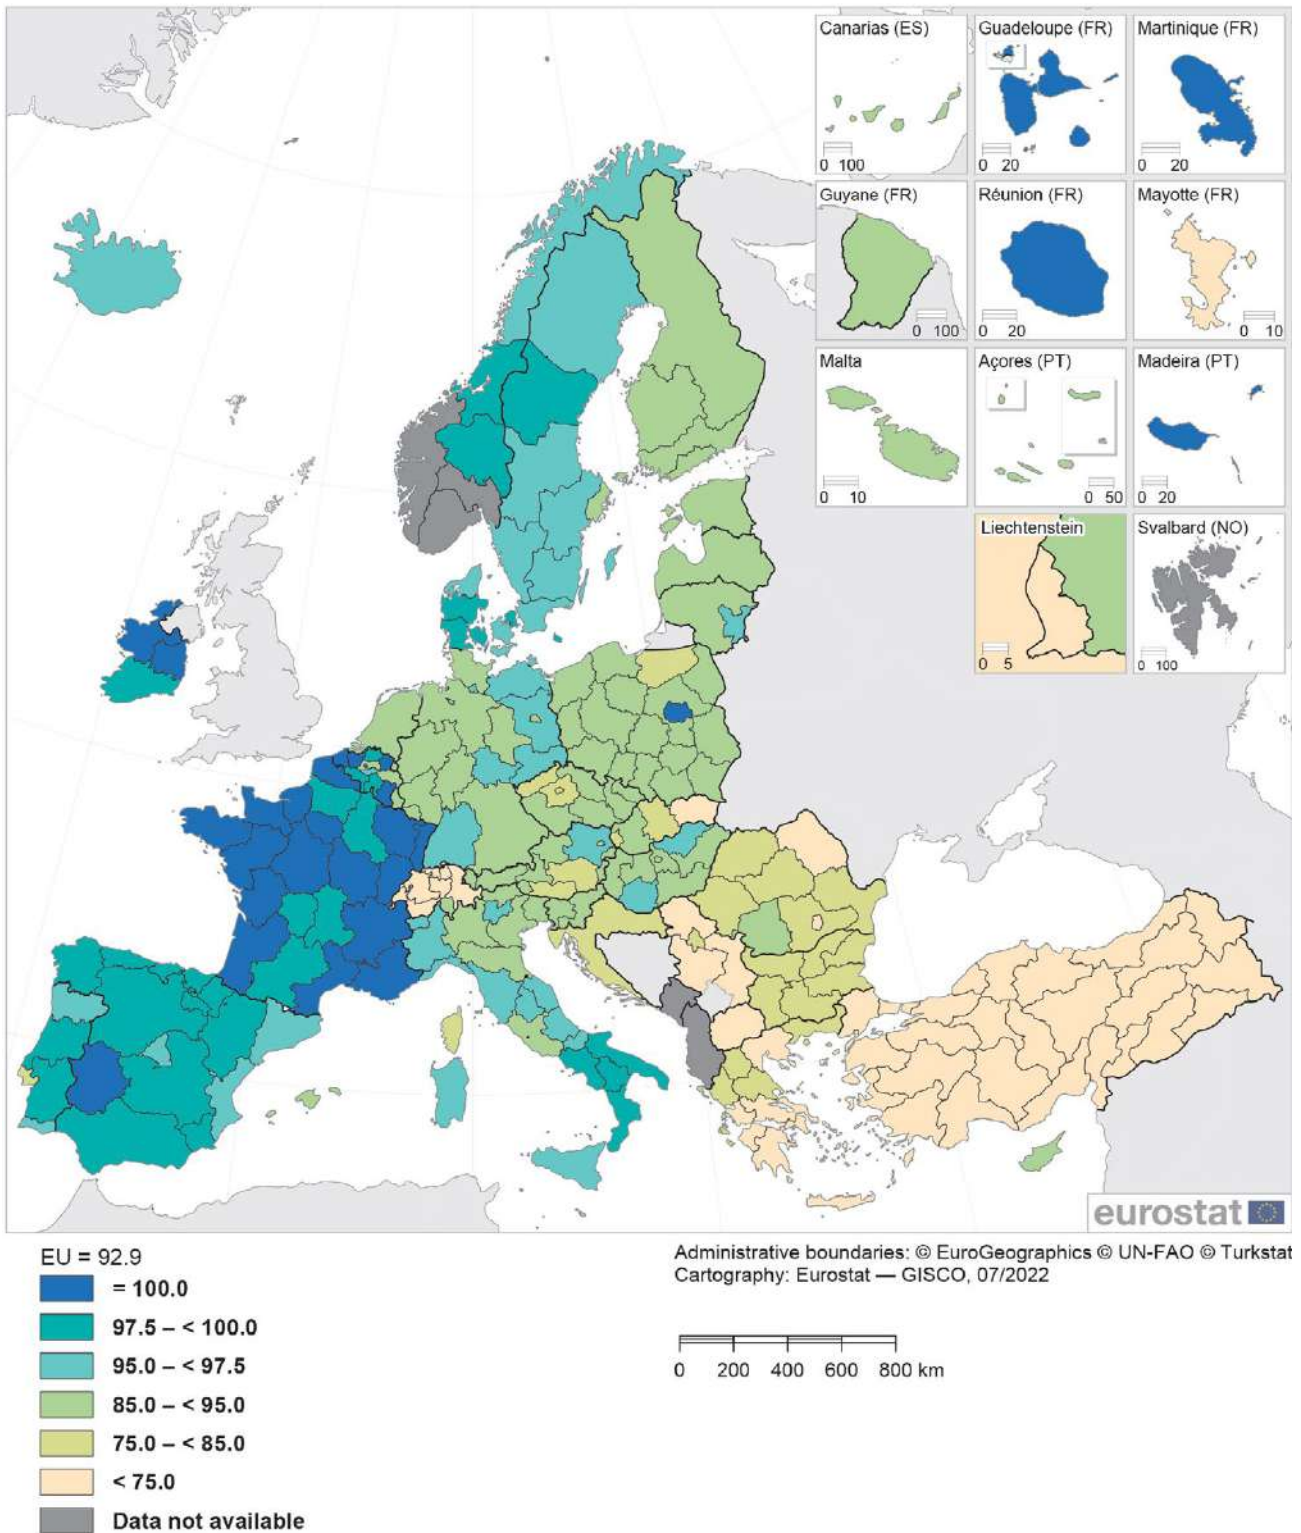 Canarias (ES)
0 100
Guadeloupe (FR)
0 20
Martinique (FR)
0 20
Guyane (FR)
0 100
Réunion (FR)
0 20
Mayotte (FR)
0 10
Malta
0 10
Açores (PT)
0 50
Madeira (PT)
0 20
Liechtenstein
0 5
Svalbard (NO)
0 100
eurostat
EU = 92.9
= 100.0
97.5 – < 100.0
95.0 – < 97.5
85.0 – < 95.0
75.0 – < 85.0
< 75.0
Data not available
Administrative boundaries: © EuroGeographics © UN-FAO © Turkstat
Cartography: Eurostat — GISCO, 07/2022
0 200 400 600 800 km